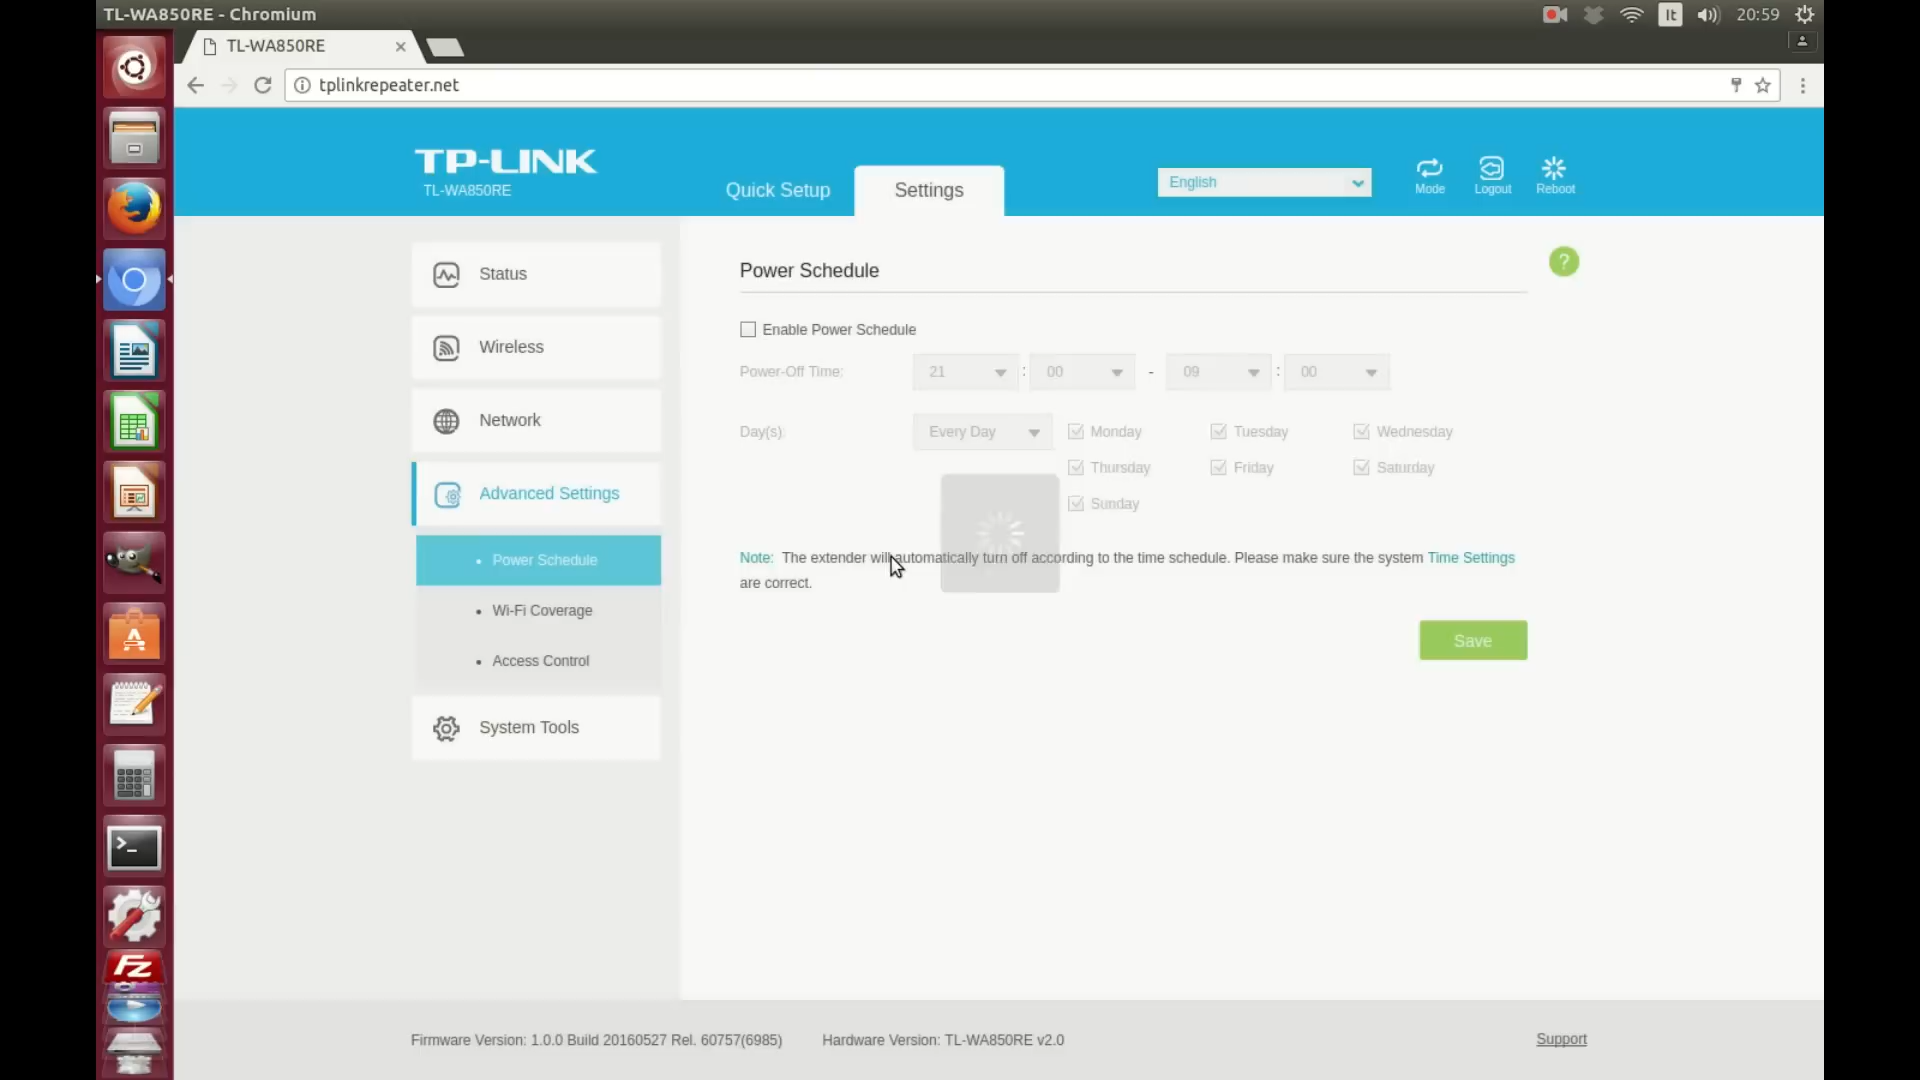 TL-WA850RE - Chromium
It
20:59
TL-WA850RE
tplinkrepeater.net
TP-LINK
TL-WA850RE
Quick Setup
Settings
English
Mode
Logout
Reboot
Status
Wireless
Network
Advanced Settings
Power Schedule
Wi-Fi Coverage
Access Control
System Tools
Power Schedule
?
Enable Power Schedule
Power-Off Time: 21 : 00 - 09 : 00
Day(s): Every Day Monday Tuesday Wednesday
Thursday Friday Saturday
Sunday
Note: The extender will automatically turn off according to the time schedule. Please make sure the system Time Settings
are correct.
Save
Fz
Firmware Version: 1.0.0 Build 20160527 Rel. 60757(6985) Hardware Version: TL-WA850RE v2.0
Support